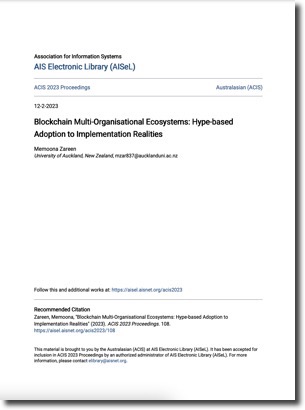 Association for Information Systems
AIS Electronic Library (AISeL)
ACIS 2023 Proceedings Australasian (ACIS)
12-2-2023
Blockchain Multi-Organisational Ecosystems: Hype-based
Adoption to Implementation Realities
Memoona Zareen
University of Auckland, New Zealand, mzar837@aucklanduni.ac.nz
Follow this and additional works at: https://aisel.aisnet.org/acis2023
Recommended Citation
Zareen, Memoona, "Blockchain Multi-Organisational Ecosystems: Hype-based Adoption to
Implementation Realities" (2023). ACIS 2023 Proceedings. 108.
https://aisel.aisnet.org/acis2023/108
This material is brought to you by the Australasian (ACIS) at AIS Electronic Library (AISeL). It has been accepted for
inclusion in ACIS 2023 Proceedings by an authorized administrator of AIS Electronic Library (AISeL). For more
information, please contact elibrary@aisnet.org.